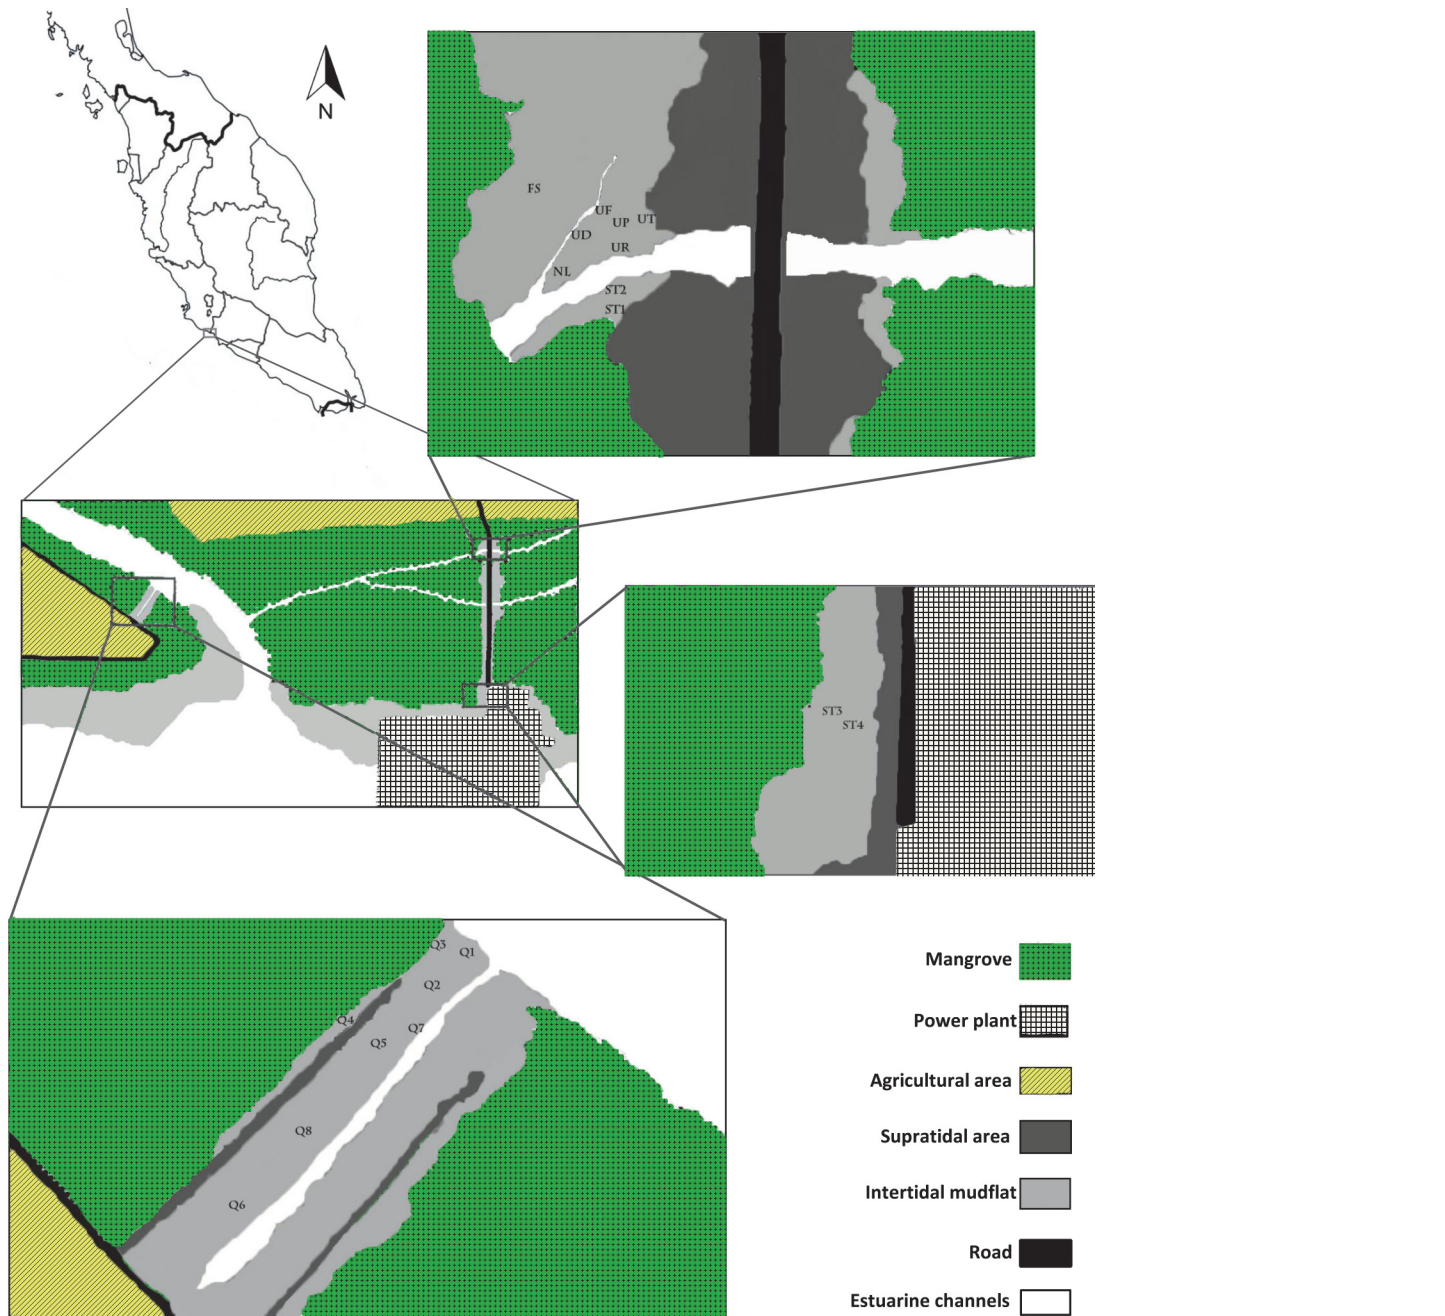 N
FS
UF
UP
UT
UD
UR
NL
ST2
ST1
ST3
ST4
Q3
Q1
Q2
Q4
Q7
Q5
Q8
Q6
Mangrove
Power plant
Agricultural area
Supratidal area
Intertidal mudflat
Road
Estuarine channels